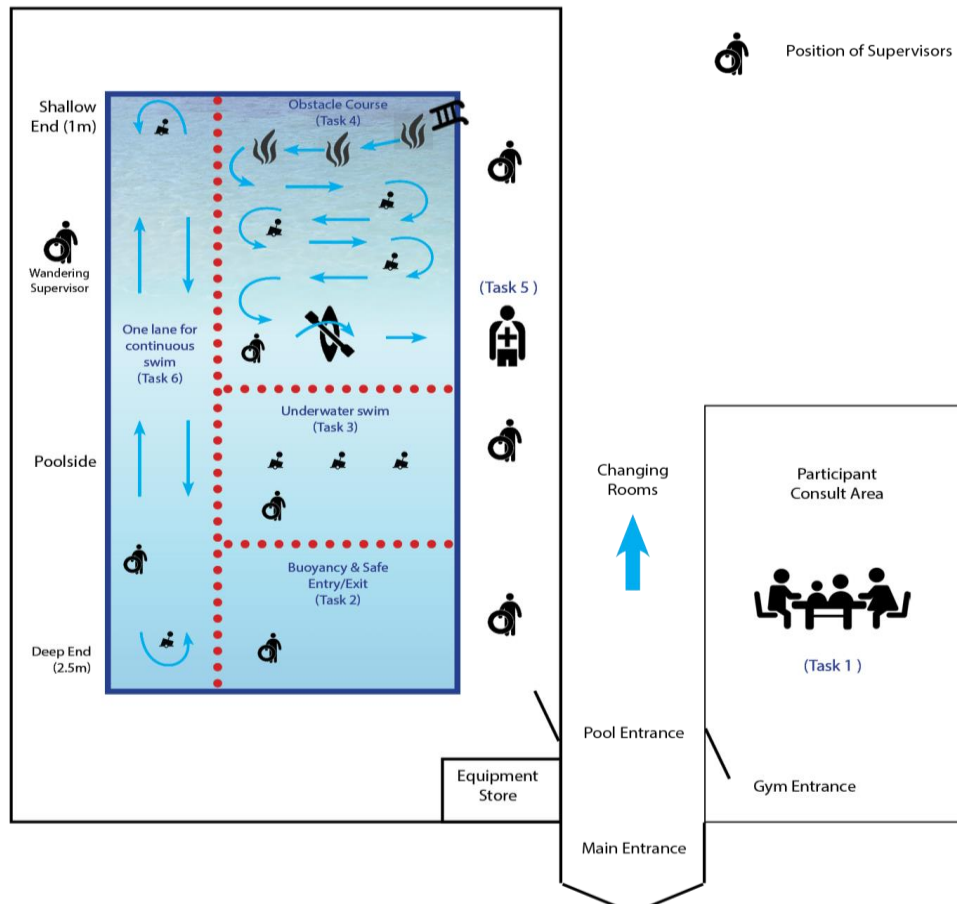 Position of Supervisors
Shallow
End (1m)
Obstacle Course
(Task 4)
Wandering
Supervisor
(Task 5 )
One lane for
continuous
swim
(Task 6)
Underwater swim
(Task 3)
Poolside
Changing
Rooms
Participant
Consult Area
Buoyancy & Safe
Entry/Exit
(Task 2)
Deep End
(2.5m)
(Task 1 )
Pool Entrance
Equipment
Store
Gym Entrance
Main Entrance